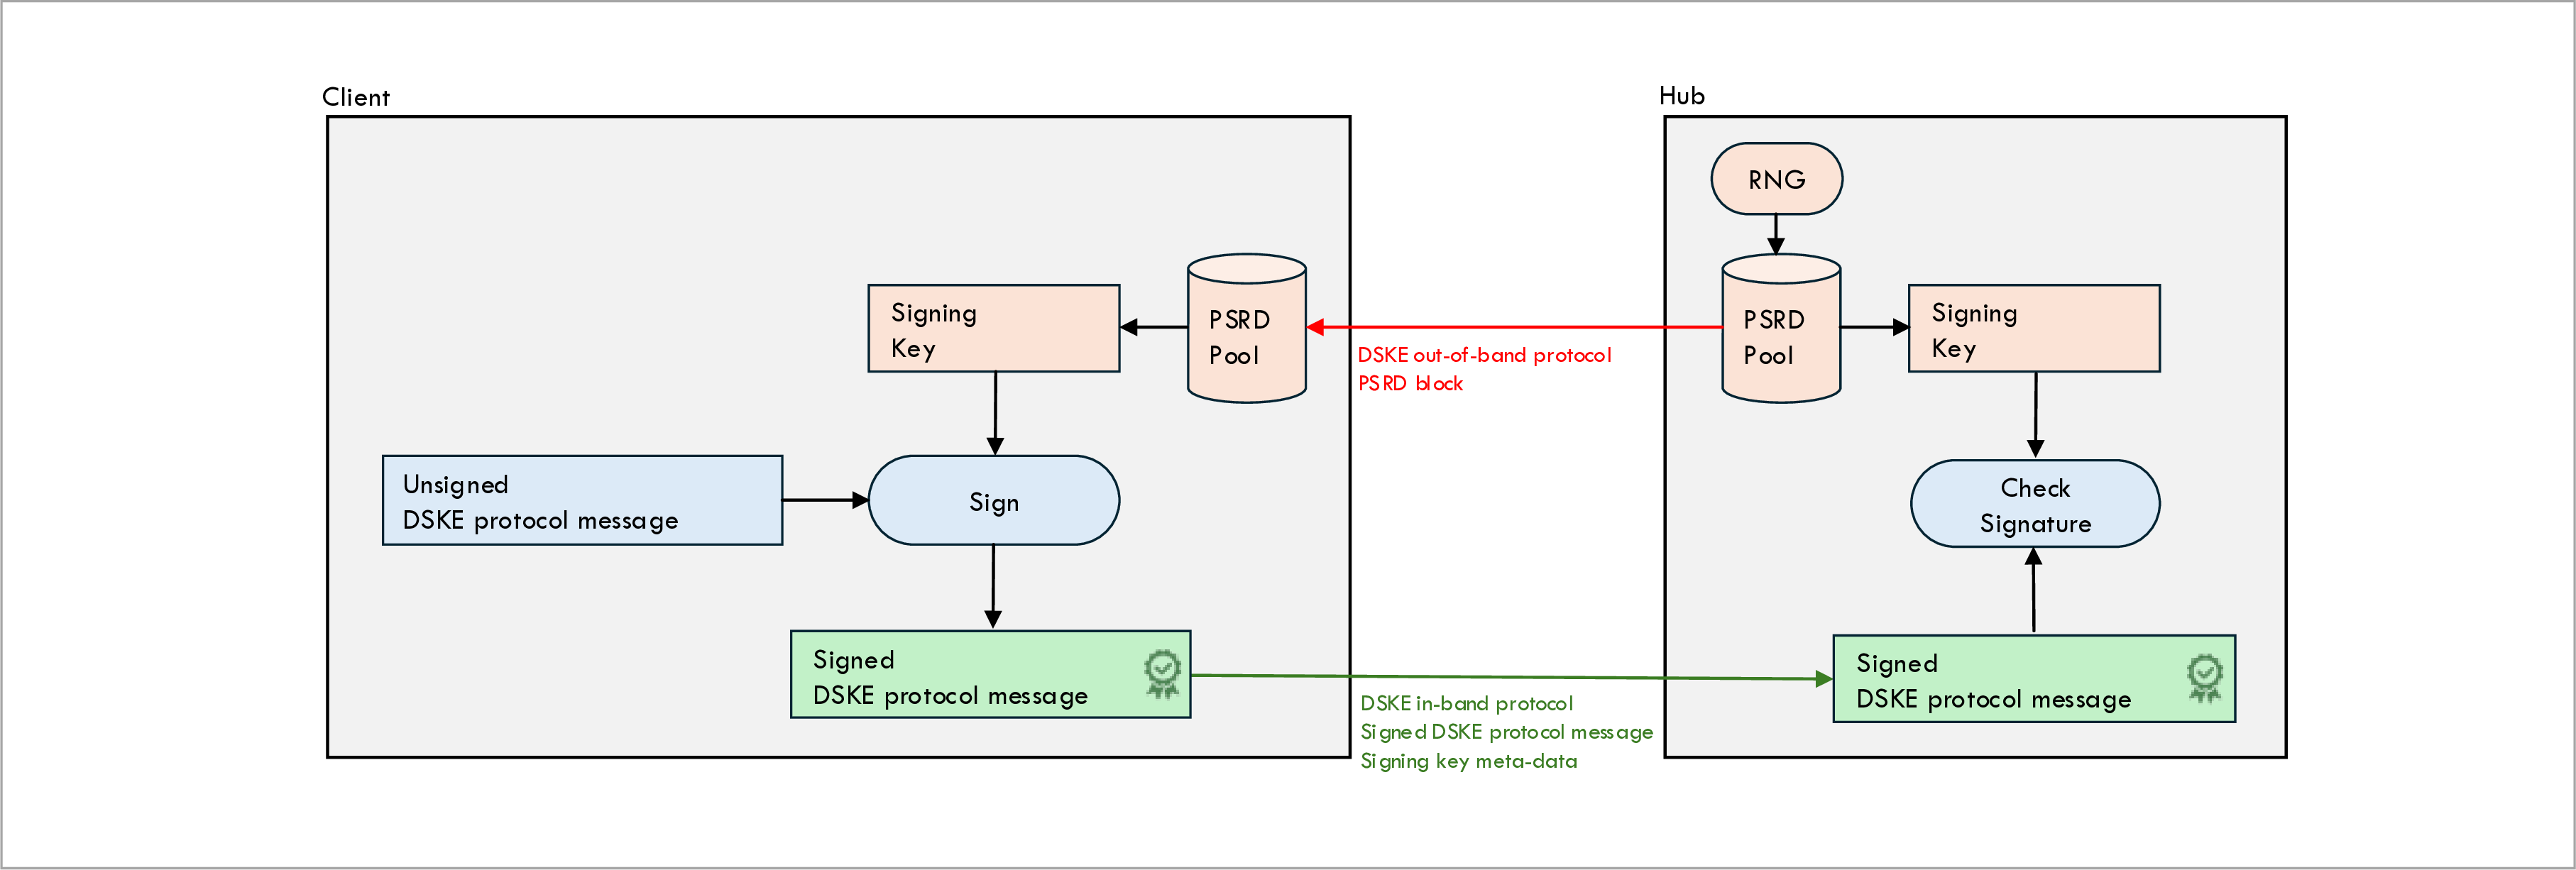 Client
Hub
RNG
Signing
Key
PSRD
Pool
DSKE out-of-band protocol
PSRD block
PSRD
Pool
Signing
Key
Unsigned
DSKE protocol message
Sign
Check
Signature
Signed
DSKE protocol message
DSKE in-band protocol
Signed DSKE protocol message
Signing key meta-data
Signed
DSKE protocol message